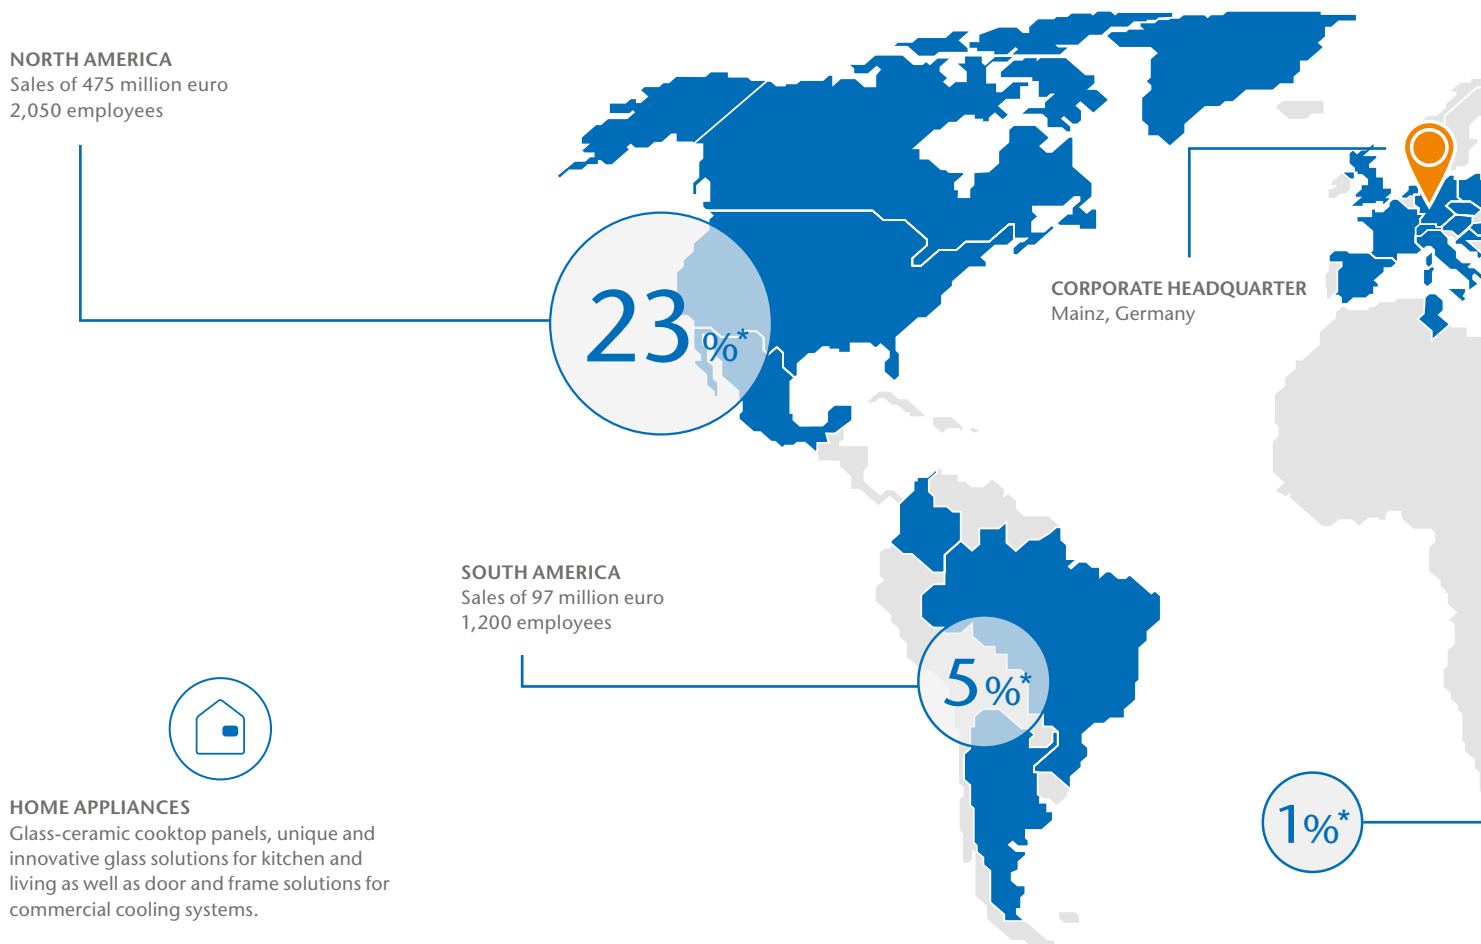 NORTH AMERICA
Sales of 475 million euro
2,050 employees
23%*
CORPORATE HEADQUARTER
Mainz, Germany
SOUTH AMERICA
Sales of 97 million euro
1,200 employees
5%*
HOME APPLIANCES
Glass-ceramic cooktop panels, unique and
innovative glass solutions for kitchen and
living as well as door and frame solutions for
commercial cooling systems.
1%*